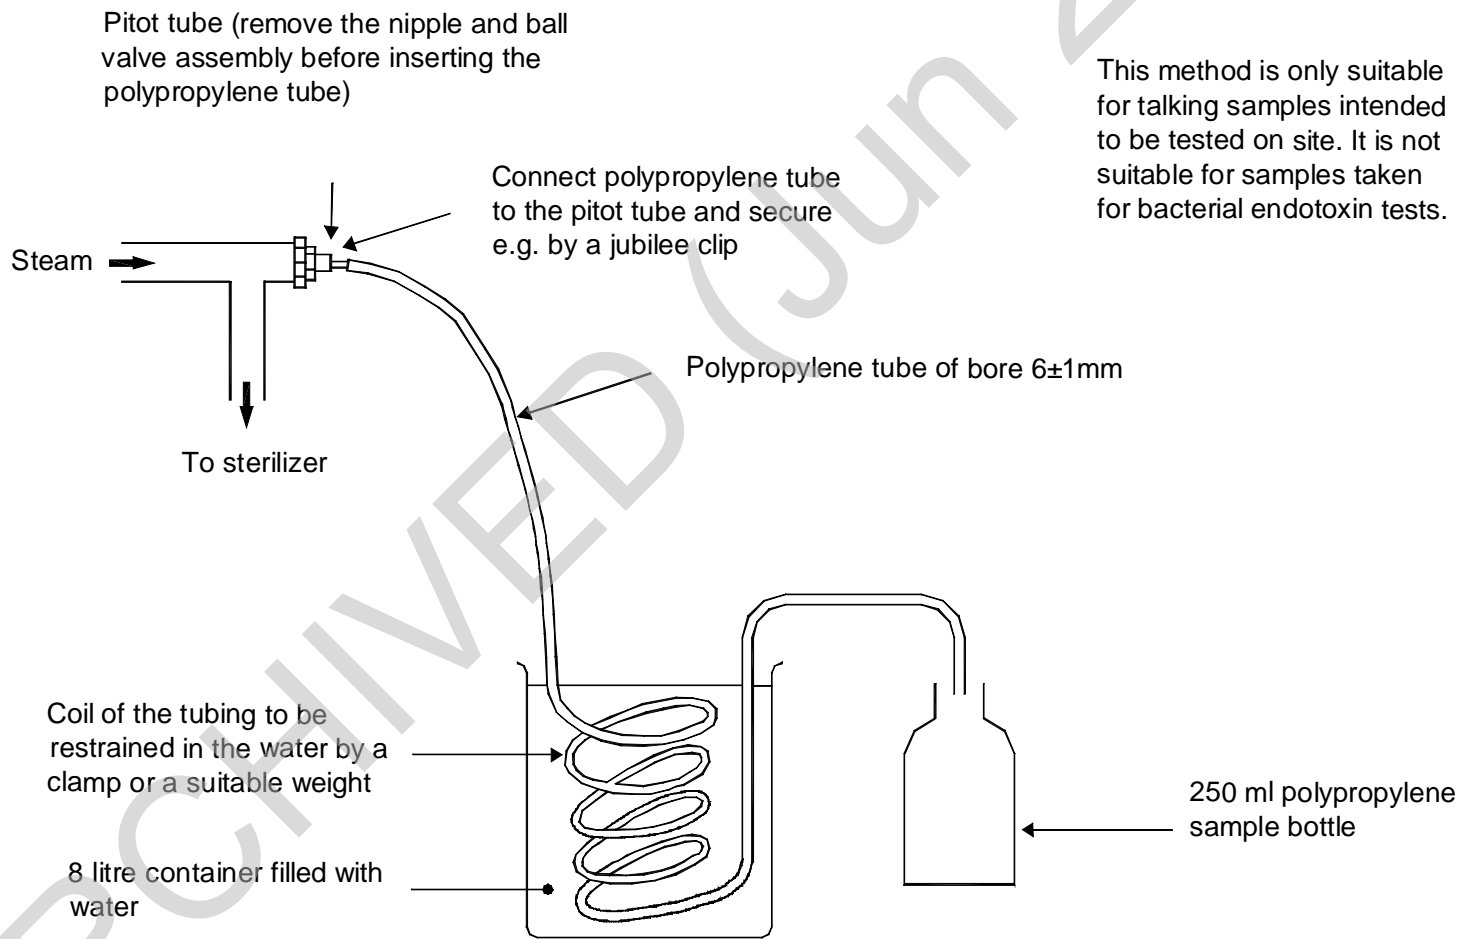 Pitot tube (remove the nipple and ball
valve assembly before inserting the
polypropylene tube)
This method is only suitable
for talking samples intended
to be tested on site. It is not
suitable for samples taken
for bacterial endotoxin tests.
Connect polypropylene tube
to the pitot tube and secure
e.g. by a jubilee clip
Steam
Polypropylene tube of bore 6±1mm
To sterilizer
Coil of the tubing to be
restrained in the water by a
clamp or a suitable weight
250 ml polypropylene
sample bottle
8 litre container filled with
water
RCHIVED (Jun 2